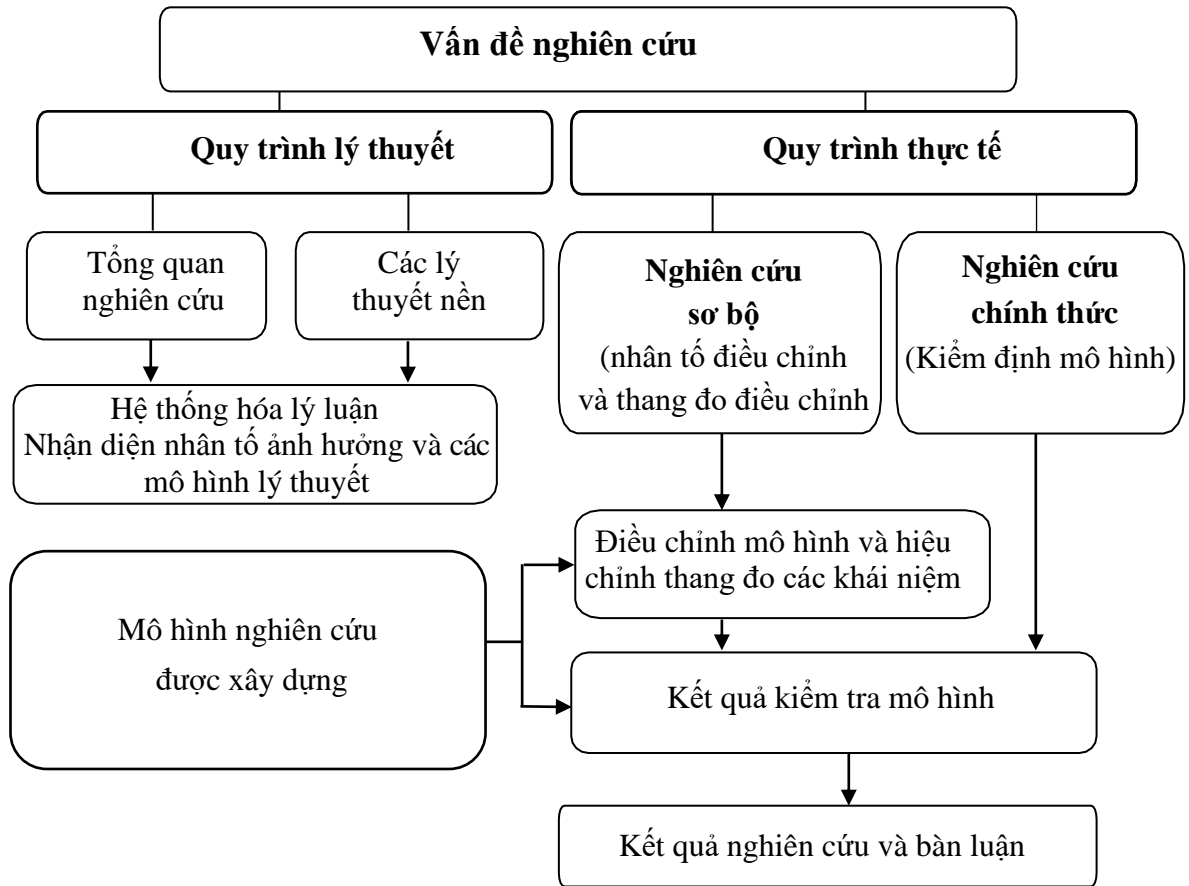 Vấn đề nghiên cứu
Quy trình lý thuyết
Quy trình thực tế
Tổng quan
nghiên cứu
Các lý
thuyết nền
Nghiên cứu
sơ bộ
(nhân tố điều chỉnh
và thang đo điều chỉnh
Nghiên cứu
chính thức
(Kiểm định mô hình)
Hệ thống hóa lý luận
Nhận diện nhân tố ảnh hưởng và các
mô hình lý thuyết
Điều chỉnh mô hình và hiệu
chỉnh thang đo các khái niệm
Mô hình nghiên cứu
được xây dựng
Kết quả kiểm tra mô hình
Kết quả nghiên cứu và bàn luận